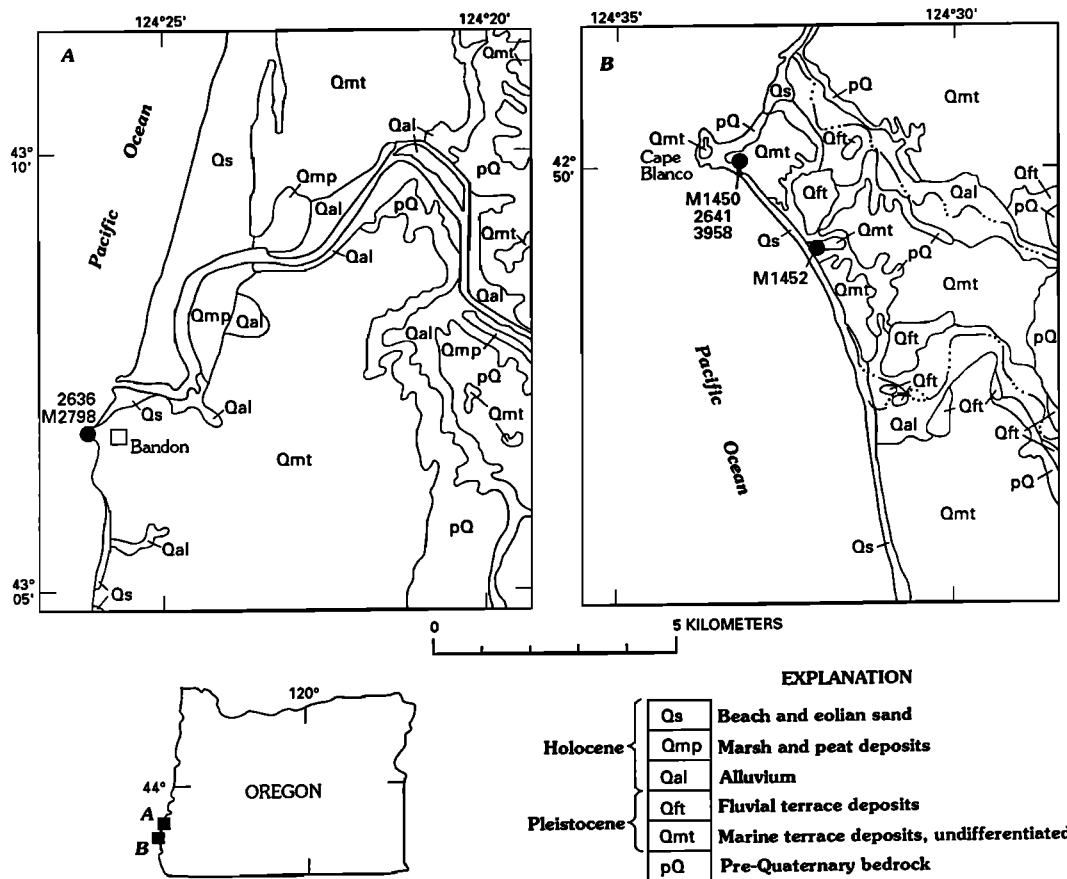 124°25'
124°20'
A
Pacific Ocean
43°
10'
43°
05'
Qs
Qmt
Qmt
Qal
pQ
Qmp
Qal
pQ
Qmt
Qal
Qmp
Qal
Qal
Qal
Qmp
pQ
Qmt
2636
M2798
Qs
Qal
Bandon
Qmt
pQ
Qal
Qs
124°35'
124°30'
B
Qs
pQ
Qmt
pQ
Qmt
Cape
Blanco
Qmt
Qft
Qft
42°
50'
M1450
2641
3958
Qft
Qal
Qs
Qmt
pQ
M1452
Qmt
Qmt
pQ
Qft
Pacific Ocean
Qft
Qft
Qal
Qft
pQ
Qmt
Qs
0
5 KILOMETERS
120°
44°
OREGON
A
B
EXPLANATION
Holocene
Qs Beach and eolian sand
Qmp Marsh and peat deposits
Qal Alluvium
Pleistocene
Qft Fluvial terrace deposits
Qmt Marine terrace deposits, undifferentiated
pQ Pre-Quaternary bedrock